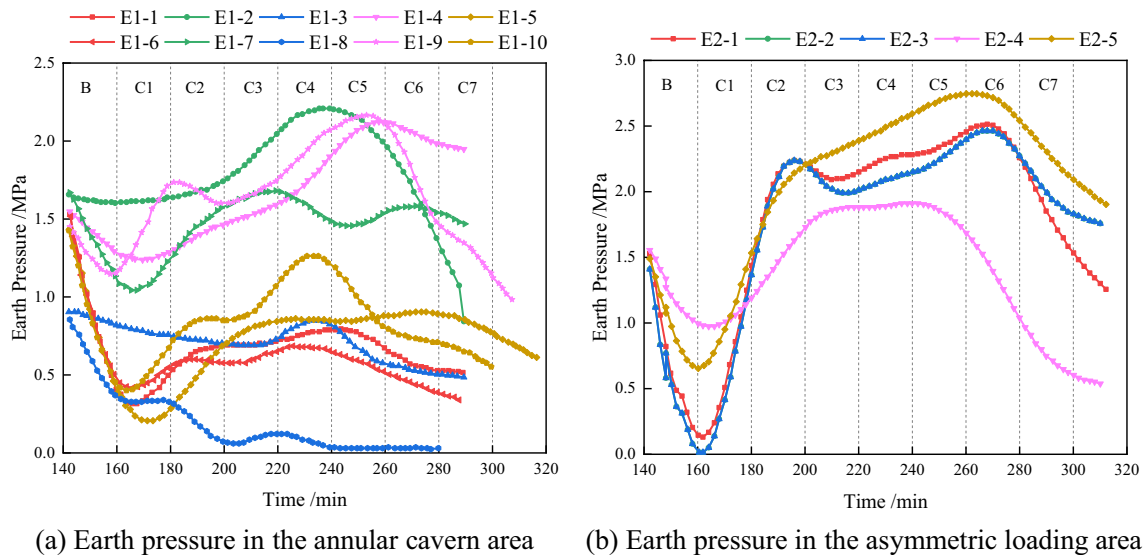 E1-1 E1-2 E1-3 E1-4 E1-5
E1-6 E1-7 E1-8 E1-9 E1-10
2.5
2.0
1.5
1.0
0.5
0.0
Earth Pressure /MPa
B C1 C2 C3 C4 C5 C6 C7
140 160 180 200 220 240 260 280 300 320
Time /min
(a) Earth pressure in the annular cavern area
E2-1 E2-2 E2-3 E2-4 E2-5
3.0
2.5
2.0
1.5
1.0
0.5
0.0
Earth Pressure /MPa
B C1 C2 C3 C4 C5 C6 C7
140 160 180 200 220 240 260 280 300 320
Time /min
(b) Earth pressure in the asymmetric loading area